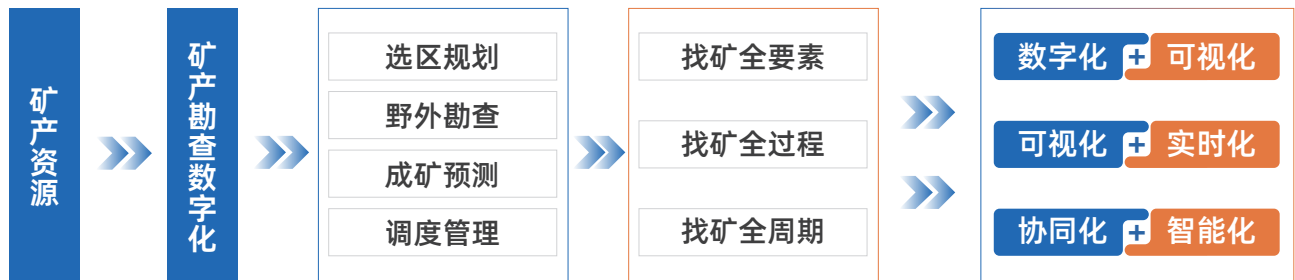 矿产资源
矿产勘查数字化
选区规划
野外勘查
成矿预测
调度管理
找矿全要素
找矿全过程
找矿全周期
数字化 + 可视化
可视化 + 实时化
协同化 + 智能化